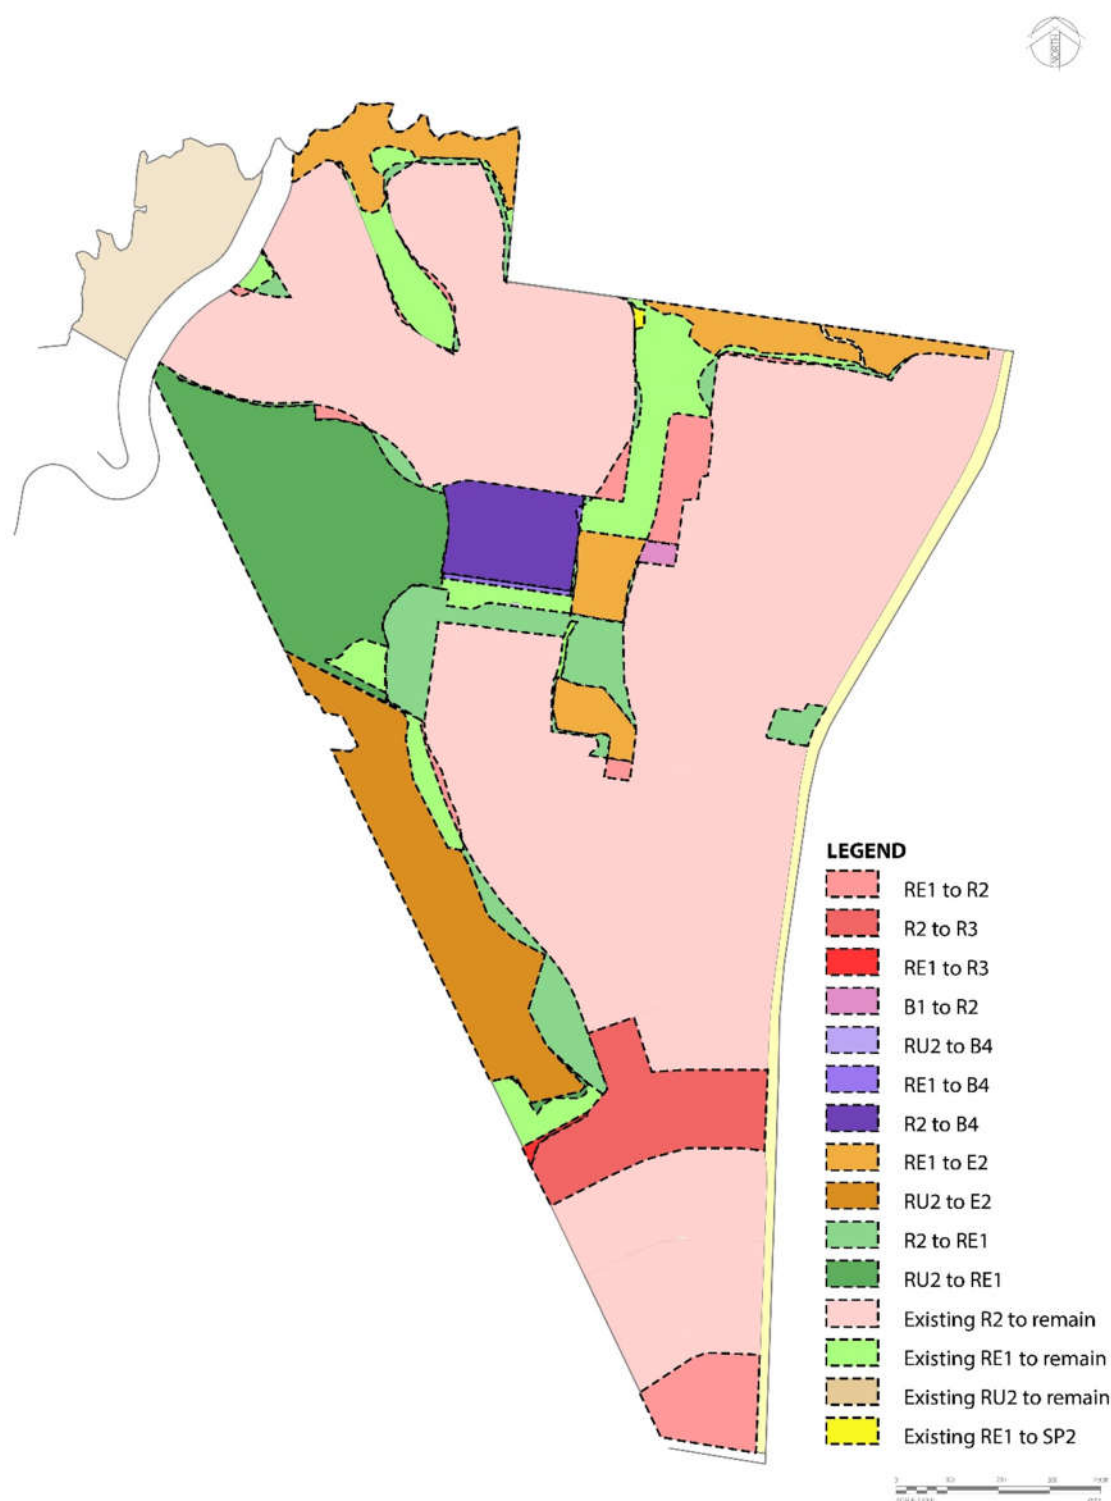 NORTH
LEGEND
RE1 to R2
R2 to R3
RE1 to R3
B1 to R2
RU2 to B4
RE1 to B4
R2 to B4
RE1 to E2
RU2 to E2
R2 to RE1
RU2 to RE1
Existing R2 to remain
Existing RE1 to remain
Existing RU2 to remain
Existing RE1 to SP2